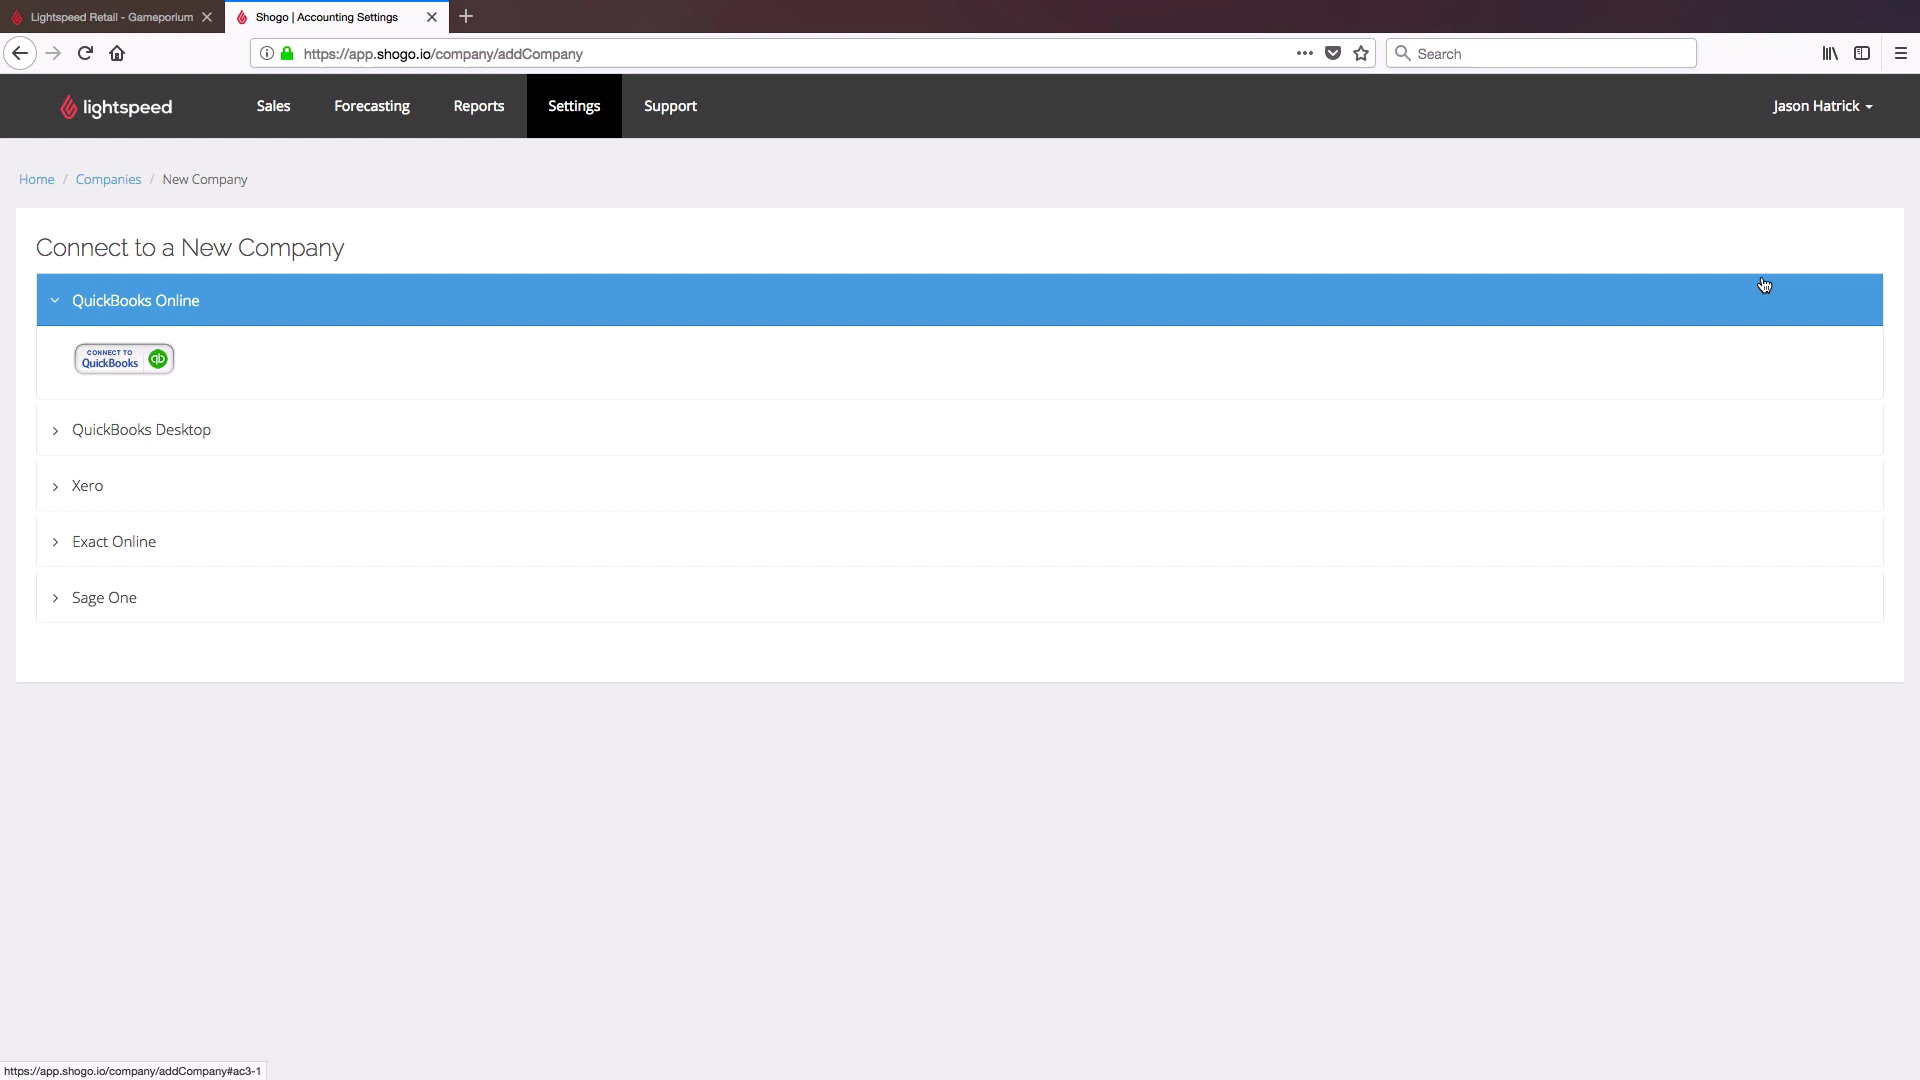 Lightspeed Retail - Gameporium
Shogo | Accounting Settings
https://app.shogo.io/company/addCompany
Search
lightspeed
Sales
Forecasting
Reports
Settings
Support
Jason Hatrick
Home / Companies / New Company
Connect to a New Company
QuickBooks Online
CONNECT TO
QuickBooks
qb
QuickBooks Desktop
Xero
Exact Online
Sage One
https://app.shogo.io/company/addCompany#ac3-1